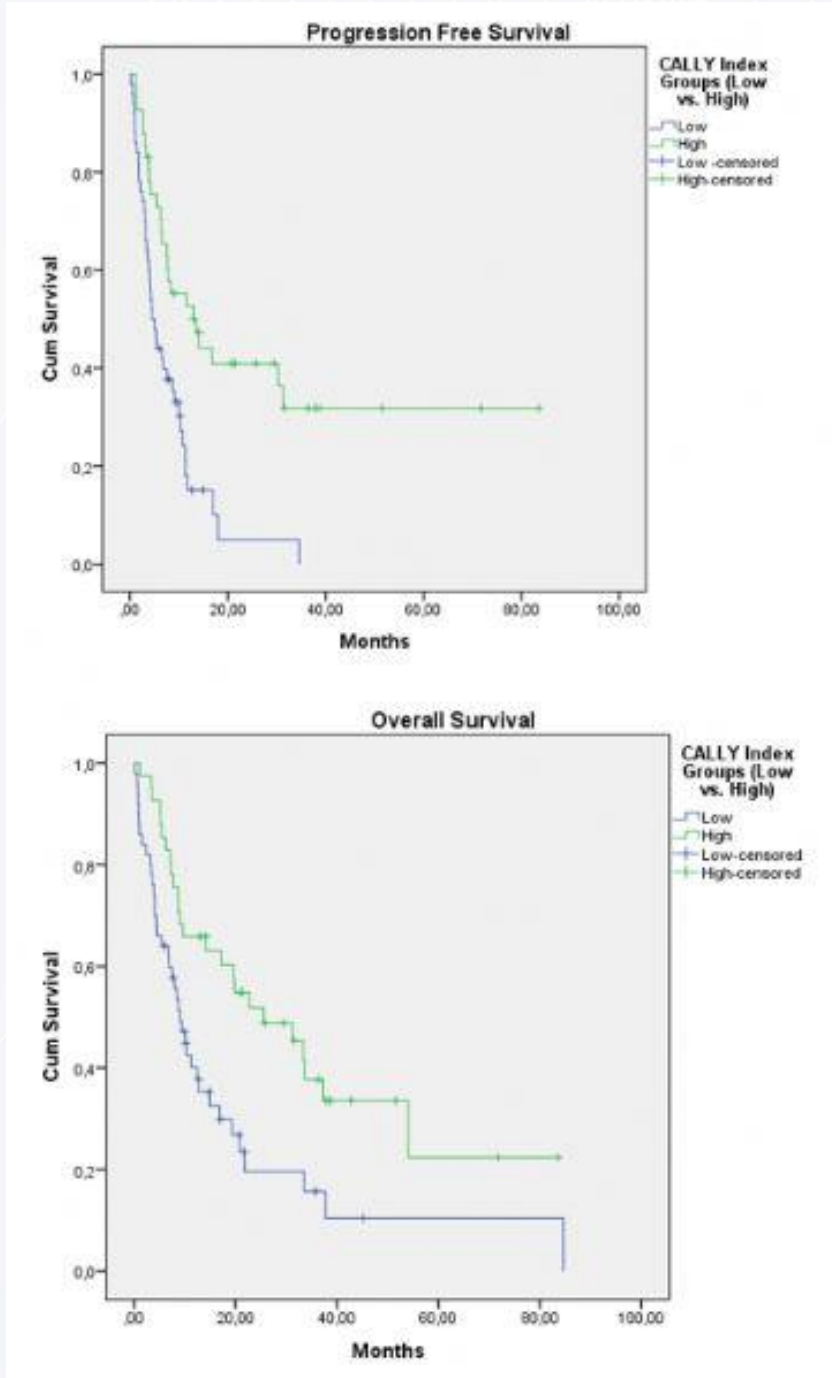 Progression Free Survival
CALLY Index
Groups (Low
vs. High)
Low
High
Low -censored
High-censored
Cum Survival
1,0
0,8
0,6
0,4
0,2
0,0
,00 20,00 40,00 60,00 80,00 100,00
Months
Overall Survival
CALLY Index
Groups (Low
vs. High)
Low
High
Low-censored
High-censored
Cum Survival
1,0
0,8
0,6
0,4
0,2
0,0
,00 20,00 40,00 60,00 80,00 100,00
Months